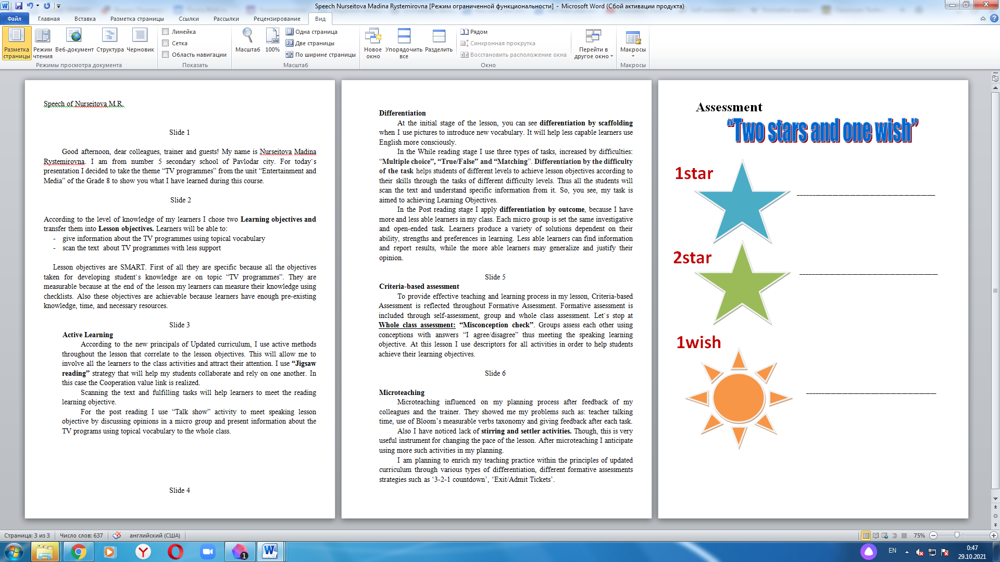 Speech Nurseitova Madina Rystemirovna [Режим ограниченной функциональности] - Microsoft Word (Сбой активации продукта)
Файл Главная Вставка Разметка страницы Ссылки Рассылки Рецензирование Вид
Разметка страницы
Режим чтения
Веб-документ
Структура
Черновик
Режимы просмотра документа
Линейка
Сетка
Область навигации
Показать
Масштаб
100%
Одна страница
Две страницы
По ширине страницы
Масштаб
Новое окно
Упорядочить все
Разделить
Рядом
Синхронная прокрутка
Восстановить расположение окна
Окно
Перейти в другое окно
Макросы
Макросы
Speech of Nurseitova M.R.
Slide 1
Good afternoon, dear colleagues, trainer and guests! My name is Nurseitova Madina
Rystemirovna. I am from number 5 secondary school of Pavlodar city. For today`s
presentation I decided to take the theme “TV programmes” from the unit “Entertainment and
Media” of the Grade 8 to show you what I have learned during this course.
Slide 2
According to the level of knowledge of my learners I chose two Learning objectives and
transfer them into Lesson objectives. Learners will be able to:
- give information about the TV programmes using topical vocabulary
- scan the text about TV programmes with less support
Lesson objectives are SMART. First of all they are specific because all the objectives
taken for developing student`s knowledge are on topic “TV programmes”. They are
measurable because at the end of the lesson my learners can measure their knowledge using
checklists. Also these objectives are achievable because learners have enough pre-existing
knowledge, time, and necessary resources.
Slide 3
Active Learning
According to the new principals of Updated curriculum, I use active methods
throughout the lesson that correlate to the lesson objectives. This will allow me to
involve all the learners to the class activities and attract their attention. I use “Jigsaw
reading” strategy that will help my students collaborate and rely on one another. In
this case the Cooperation value link is realized.
Scanning the text and fulfilling tasks will help learners to meet the reading
learning objective.
For the post reading I use “Talk show” activity to meet speaking lesson
objective by discussing opinions in a micro group and present information about the
TV programs using topical vocabulary to the whole class.
Slide 4
Differentiation
At the initial stage of the lesson, you can see differentiation by scaffolding
when I use pictures to introduce new vocabulary. It will help less capable learners use
English more consciously.
In the While reading stage I use three types of tasks, increased by difficulties:
“Multiple choice”, “True/False” and “Matching”. Differentiation by the difficulty
of the task helps students of different levels to achieve lesson objectives according to
their skills through the tasks of different difficulty levels. Thus all the students will
scan the text and understand specific information from it. So, you see, my task is
aimed to achieving Learning Objectives.
In the Post reading stage I apply differentiation by outcome, because I have
more and less able learners in my class. Each micro group is set the same investigative
and open-ended task. Learners produce a variety of solutions dependent on their
ability, strengths and preferences in learning. Less able learners can find information
and report results, while the more able learners may generalize and justify their
opinion.
Slide 5
Criteria-based assessment
To provide effective teaching and learning process in my lesson, Criteria-based
Assessment is reflected throughout Formative Assessment. Formative assessment is
included through self-assessment, group and whole class assessment. Let`s stop at
Whole class assessment: “Misconception check”. Groups assess each other using
conceptions with answers “I agree/disagree” thus meeting the speaking learning
objective. At this lesson I use descriptors for all activities in order to help students
achieve their learning objectives.
Slide 6
Microteaching
Microteaching influenced on my planning process after feedback of my
colleagues and the trainer. They showed me my problems such as: teacher talking
time, use of Bloom’s measurable verbs taxonomy and giving feedback after each task.
Also I have noticed lack of stirring and settler activities. Though, this is very
useful instrument for changing the pace of the lesson. After microteaching I anticipate
using more such activities in my planning.
I am planning to enrich my teaching practice within the principles of updated
curriculum through various types of differentiation, different formative assessments
strategies such as ‘3-2-1 countdown’, ‘Exit/Admit Tickets’.
Assessment
“Two stars and one wish”
1star
2star
1wish
Страница: 3 из 3 Число слов: 637 английский (США) 75%
1
EN
0:47
29.10.2021